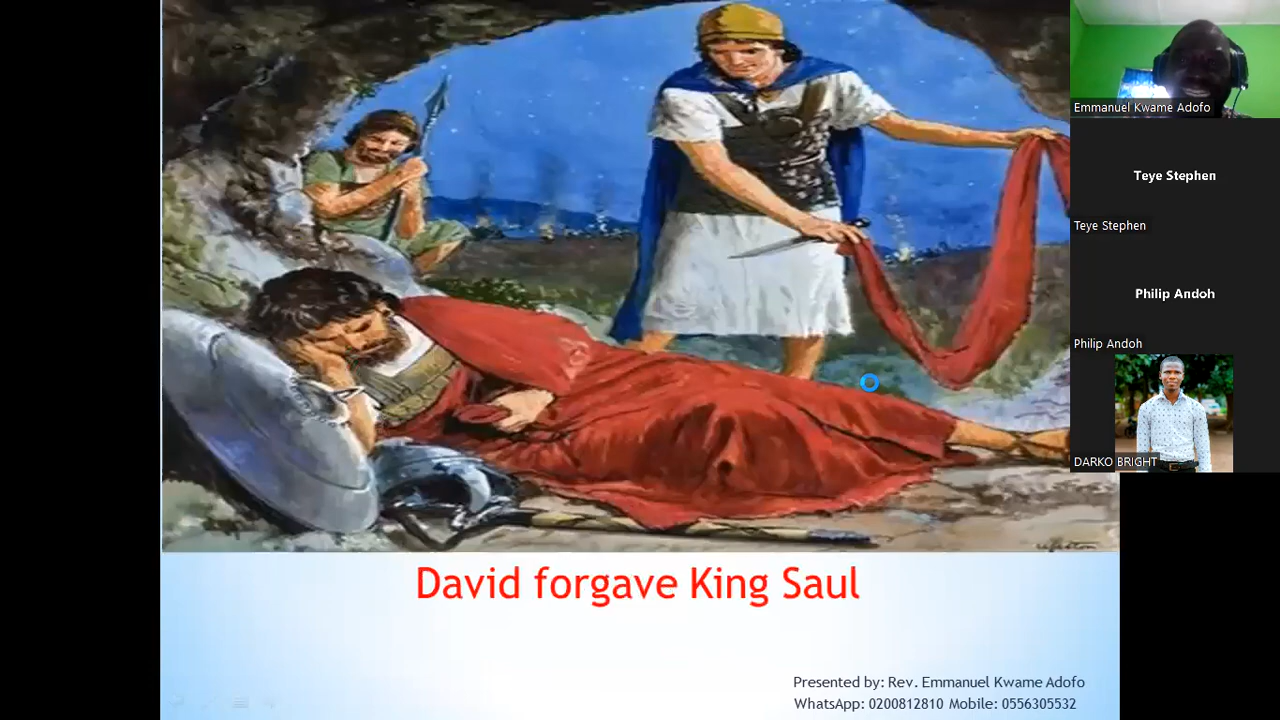 Emmanuel Kwame Adofo
Teye Stephen
Teye Stephen
Philip Andoh
Philip Andoh
DARKO BRIGHT
David forgave King Saul
Presented by: Rev. Emmanuel Kwame Adofo
WhatsApp: 0200812810 Mobile: 0556305532